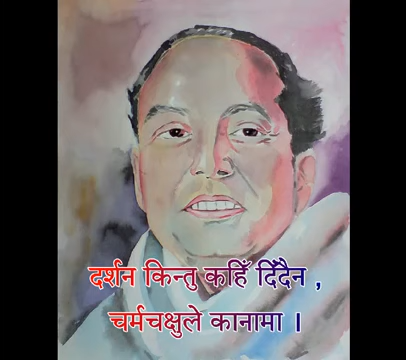 दर्शन किन्तु कहिँ दिँदैन ,
चर्मचक्षुले कानामा ।